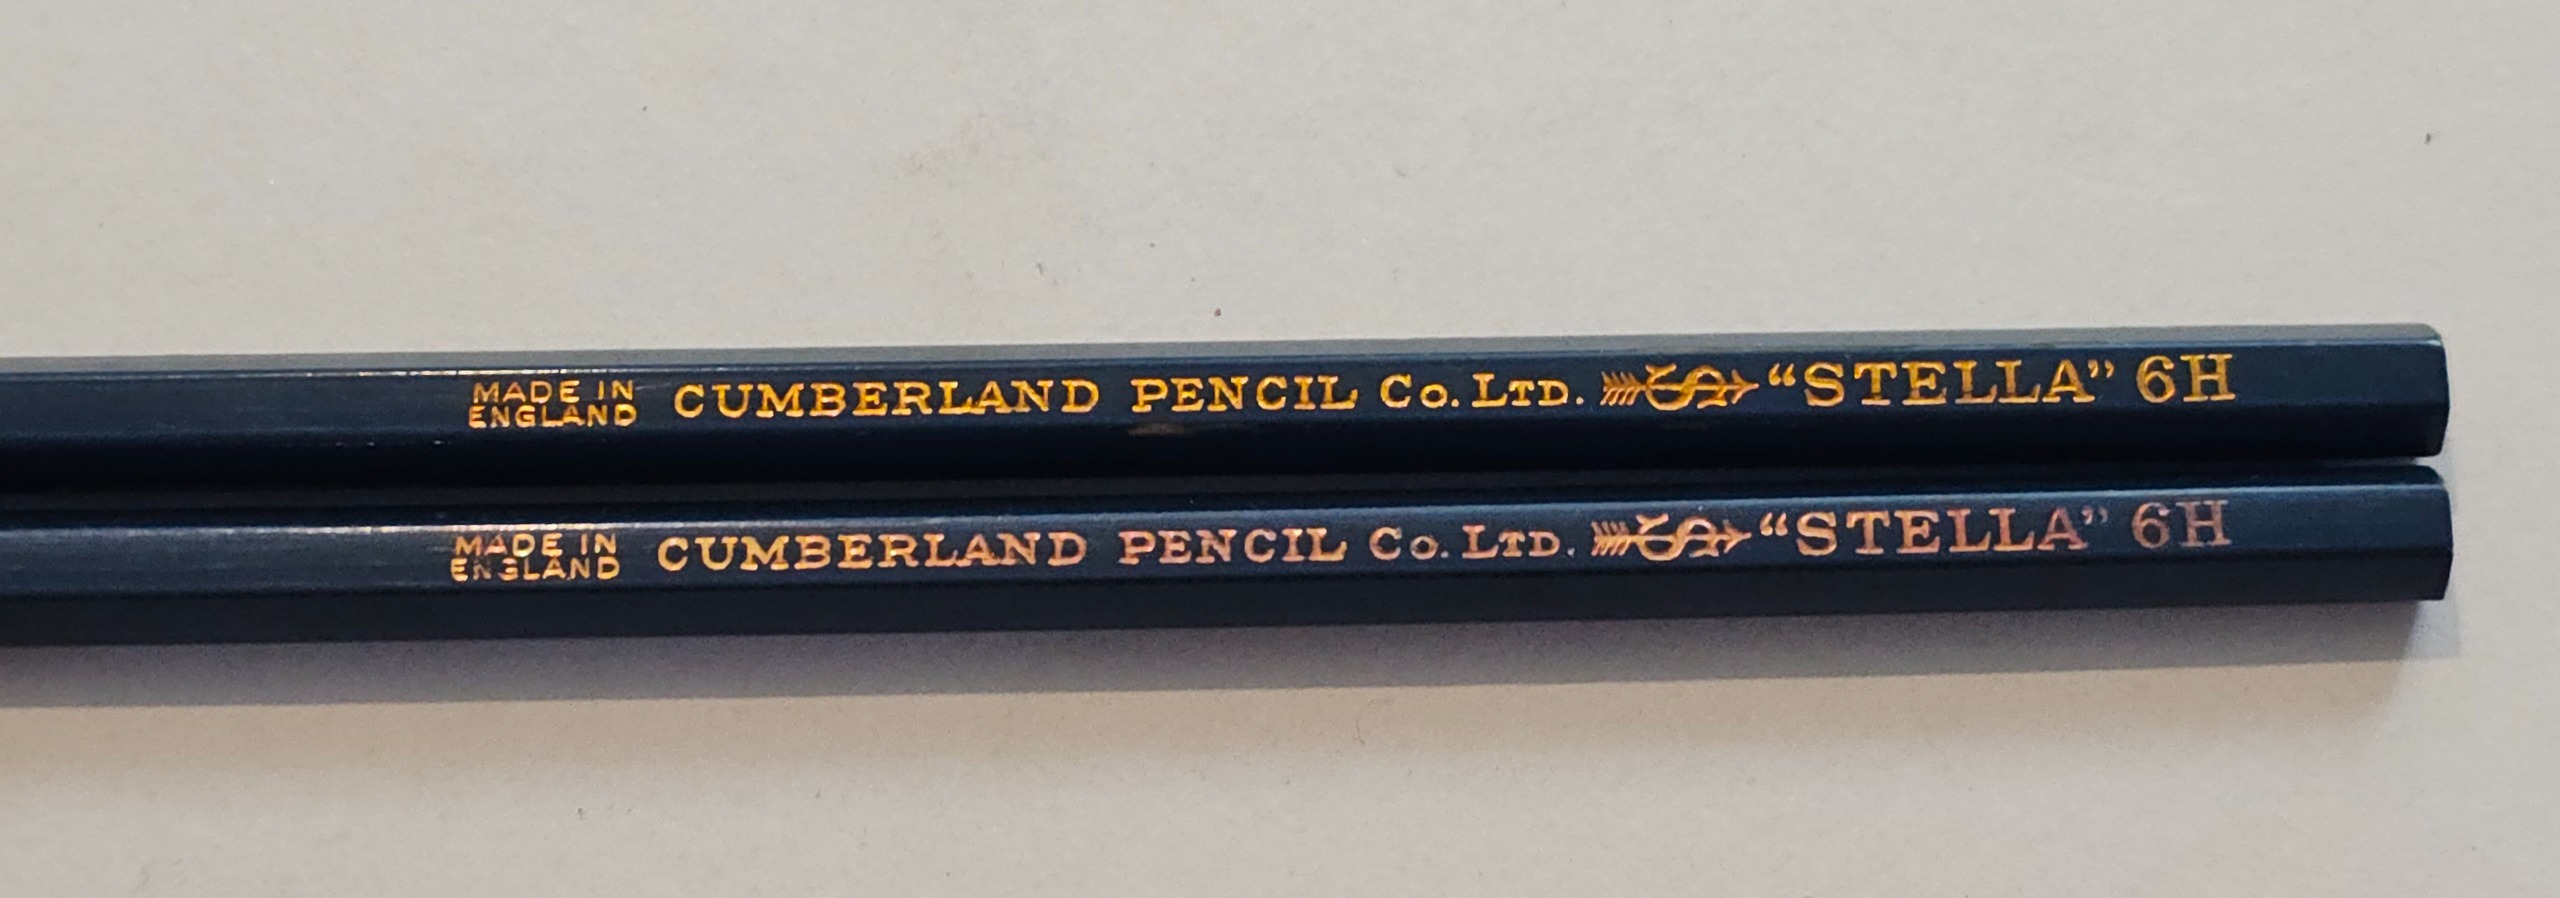 MADE IN
ENGLAND
CUMBERLAND PENCIL Co. LTD. "STELLA" 6H
MADE IN
ENGLAND
CUMBERLAND PENCIL Co. LTD. "STELLA" 6H